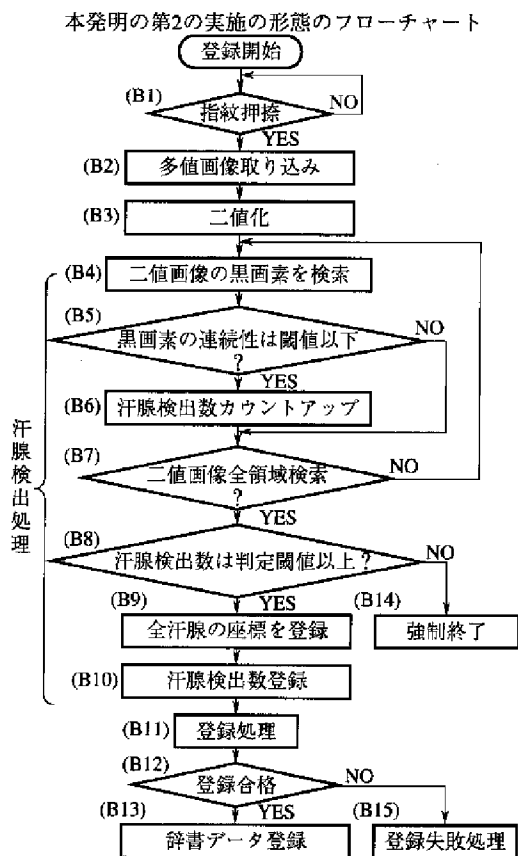 本発明の第2の実施の形態のフローチャート
登録開始
(B1)
指紋押捺
NO
YES
(B2)
多値画像取り込み
(B3)
二値化
(B4)
二値画像の黒画素を検索
(B5)
黒画素の連続性は閾値以下
?
NO
YES
(B6)
汗腺検出数カウントアップ
(B7)
二値画像全領域検索
?
NO
YES
汗腺検出処理
(B8)
汗腺検出数は判定閾値以上?
NO
YES
(B9)
全汗腺の座標を登録
(B14)
強制終了
(B10)
汗腺検出数登録
(B11)
登録処理
(B12)
登録合格
NO
YES
(B13)
辞書データ登録
(B15)
登録失敗処理